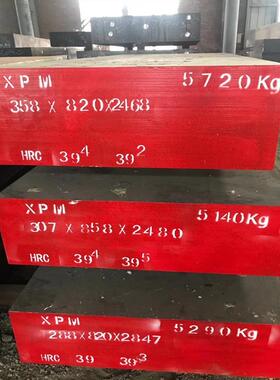 XPM 5720Kg
358 X 820X2468
HRC 39⁴ 39²
XPM 5140Kg
307 X 858 X 2480
HRC 39⁴ 39⁵
XPM 5290Kg
288X820X2847
HRC 39 39³